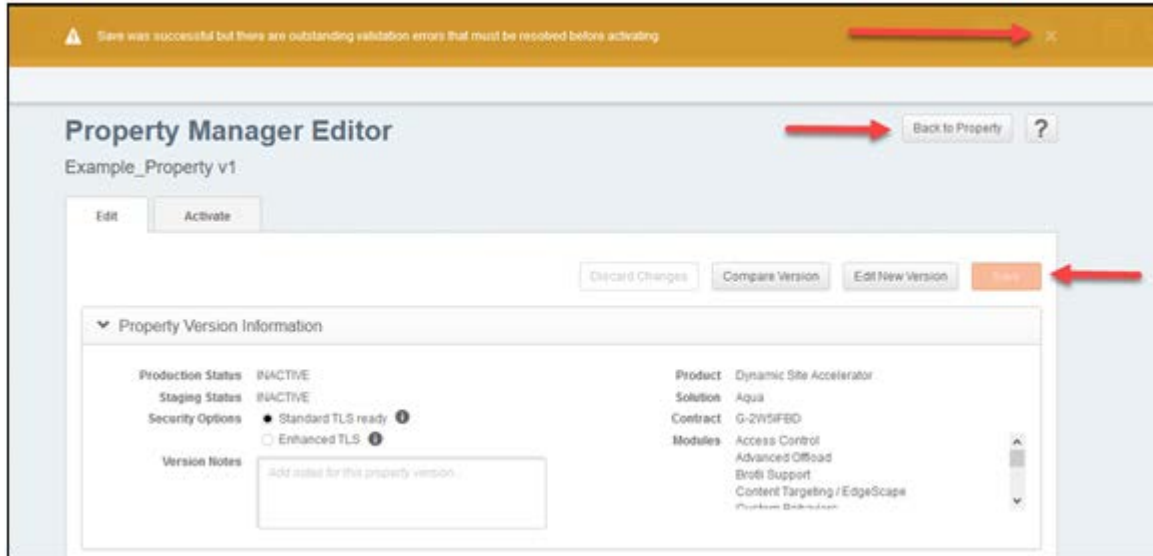 Save was successful but there are outstanding validation errors that must be resolved before activating
Property Manager Editor
Back to Property
?
Example_Property v1
Edit
Activate
Discard Changes
Compare Version
Edit New Version
Save
Property Version Information
Production Status INACTIVE
Staging Status INACTIVE
Security Options Standard TLS ready
Enhanced TLS
Version Notes
Add notes for this property version...
Product Dynamic Site Accelerator
Solution Aqua
Contract G-2W5IFBD
Modules Access Control
Advanced Offload
Brotli Support
Content Targeting / EdgeScape
Custom Behaviors